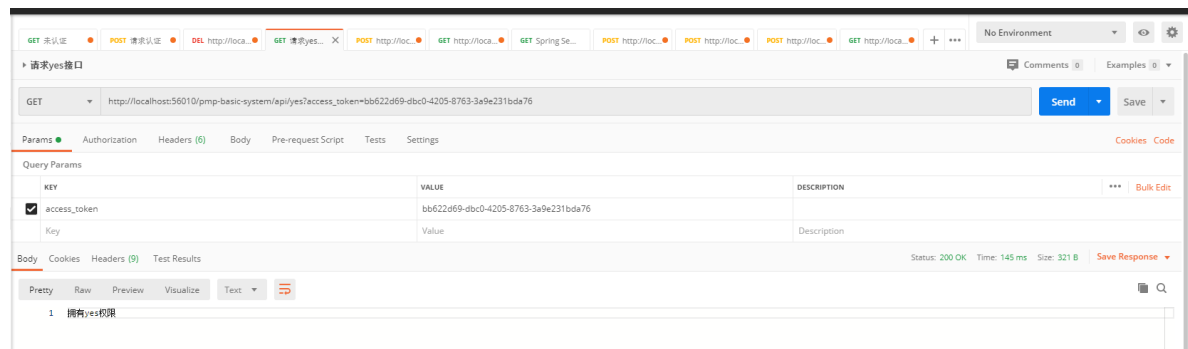 GET 未认证 POST 请求认证 DEL http://loca... GET 请求yes... X POST http://loc... GET http://loca... GET Spring Se... POST http://loc... POST http://loc... POST http://loc... GET http://loca... + ••• No Environment
请求yes接口 Comments 0 Examples 0
GET http://localhost:56010/pmp-basic-system/api/yes?access_token=bb622d69-dbc0-4205-8763-3a9e231bda76 Send Save
Params Authorization Headers (6) Body Pre-request Script Tests Settings Cookies Code
Query Params
KEY VALUE DESCRIPTION ••• Bulk Edit
access_token bb622d69-dbc0-4205-8763-3a9e231bda76
Key Value Description
Body Cookies Headers (9) Test Results Status: 200 OK Time: 145 ms Size: 321 B Save Response
Pretty Raw Preview Visualize Text
1 拥有yes权限